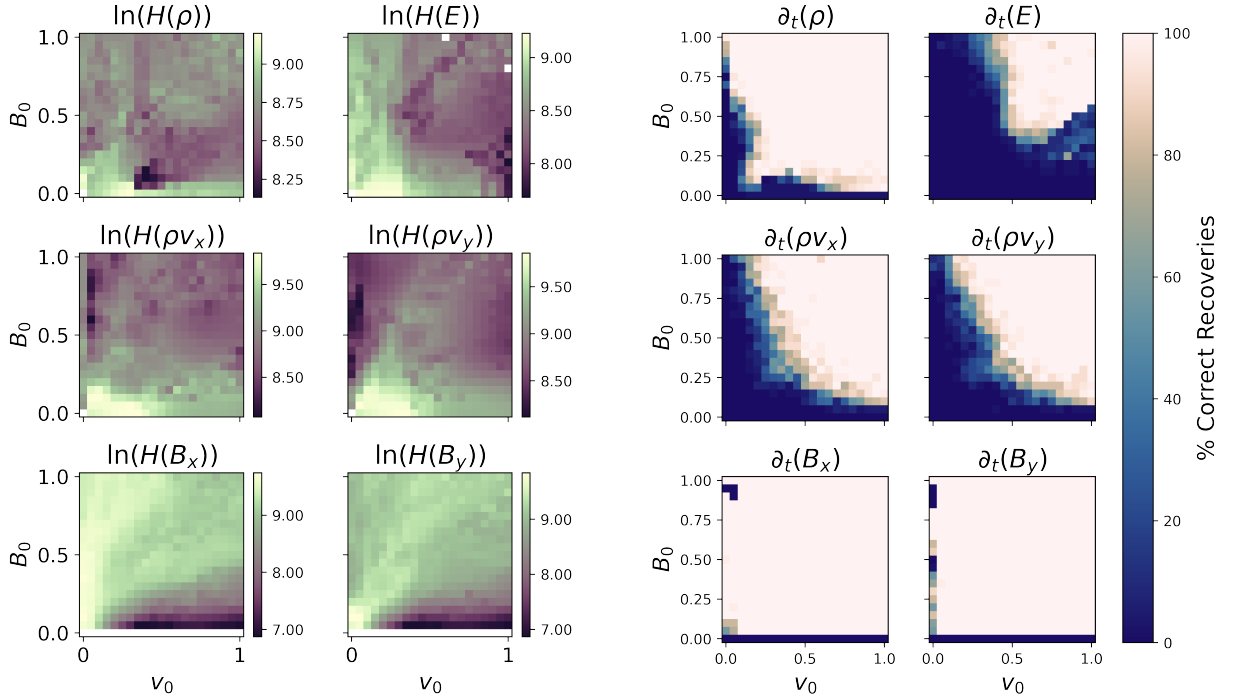 ln(H(ρ))
ln(H(E))
∂ₜ(ρ)
∂ₜ(E)
B₀
1.0
0.5
0.0
9.00
8.75
8.50
8.25
9.00
8.50
8.00
B₀
1.00
0.75
0.50
0.25
0.00
100
80
60
40
20
0
% Correct Recoveries
ln(H(ρvₓ))
ln(H(ρv_y))
∂ₜ(ρvₓ)
∂ₜ(ρv_y)
B₀
1.0
0.5
0.0
9.50
9.00
8.50
9.50
9.00
8.50
B₀
1.00
0.75
0.50
0.25
0.00
ln(H(Bₓ))
ln(H(B_y))
∂ₜ(Bₓ)
∂ₜ(B_y)
B₀
1.0
0.5
0.0
9.00
8.00
7.00
9.00
8.00
7.00
B₀
1.00
0.75
0.50
0.25
0.00
0 1
0 1
0.0 0.5 1.0
0.0 0.5 1.0
v₀
v₀
v₀
v₀